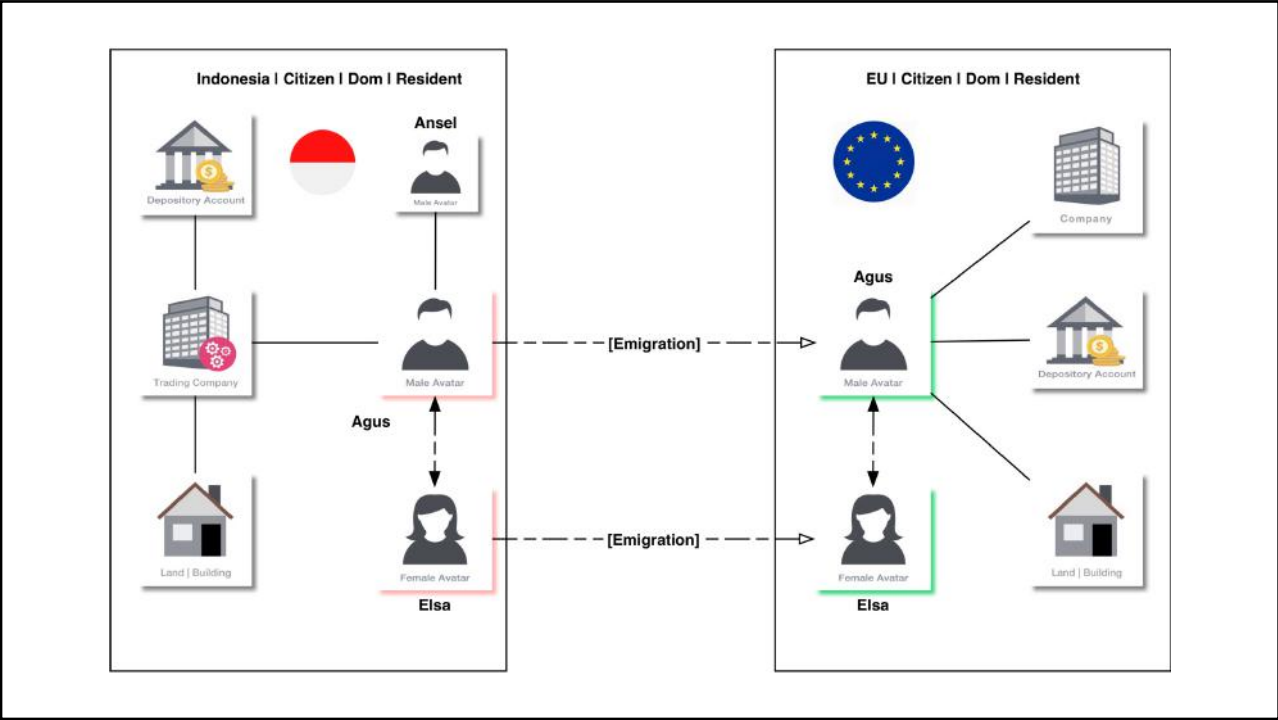 Indonesia | Citizen | Dom | Resident
Ansel
Depository Account
Male Avatar
Trading Company
Male Avatar
Agus
Land | Building
Female Avatar
Elsa
[Emigration]
[Emigration]
EU | Citizen | Dom | Resident
Company
Agus
Male Avatar
Depository Account
Female Avatar
Land | Building
Elsa